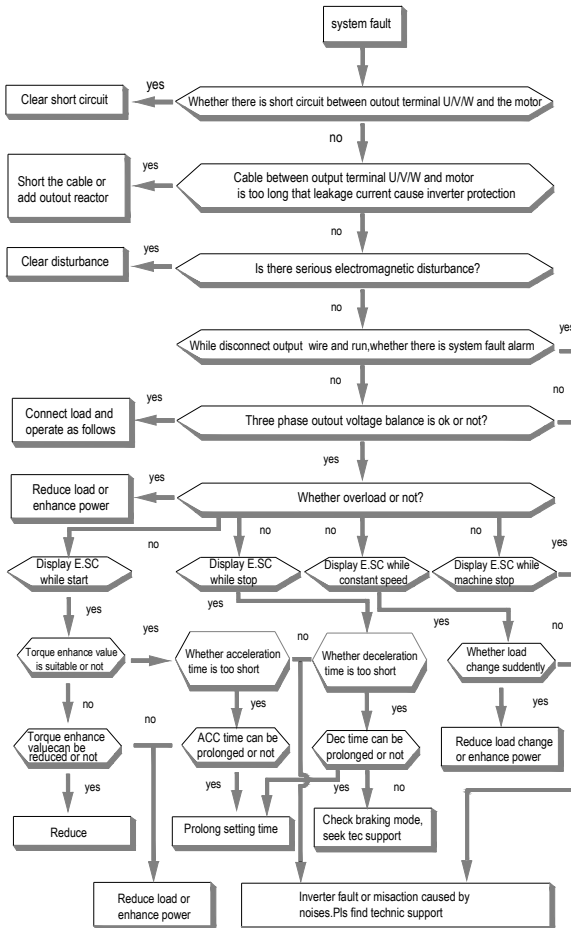 system fault
yes
Clear short circuit
Whether there is short circuit between outout terminal U/V/W and the motor
no
yes
Short the cable or
add outout reactor
Cable between output terminal U/V/W and motor
is too long that leakage current cause inverter protection
no
yes
Clear disturbance
Is there serious electromagnetic disturbance?
no
yes
While disconnect output wire and run,whether there is system fault alarm
no
no
yes
Connect load and
operate as follows
Three phase outout voltage balance is ok or not?
yes
yes
Reduce load or
enhance power
Whether overload or not?
no
no
no
no
yes
Display E.SC
while start
Display E.SC
while stop
Display E.SC while
constant speed
Display E.SC while
machine stop
yes
yes
yes
no
Torque enhance value
is suitable or not
yes
Whether acceleration
time is too short
no
Whether deceleration
time is too short
Whether load
change suddently
no
yes
yes
yes
Torque enhance
valuecan be
reduced or not
no
ACC time can be
prolonged or not
Dec time can be
prolonged or not
Reduce load change
or enhance power
yes
yes
yes
no
Reduce
Prolong setting time
Check braking mode,
seek tec support
Reduce load or
enhance power
Inverter fault or misaction caused by
noises.Pls find technic support